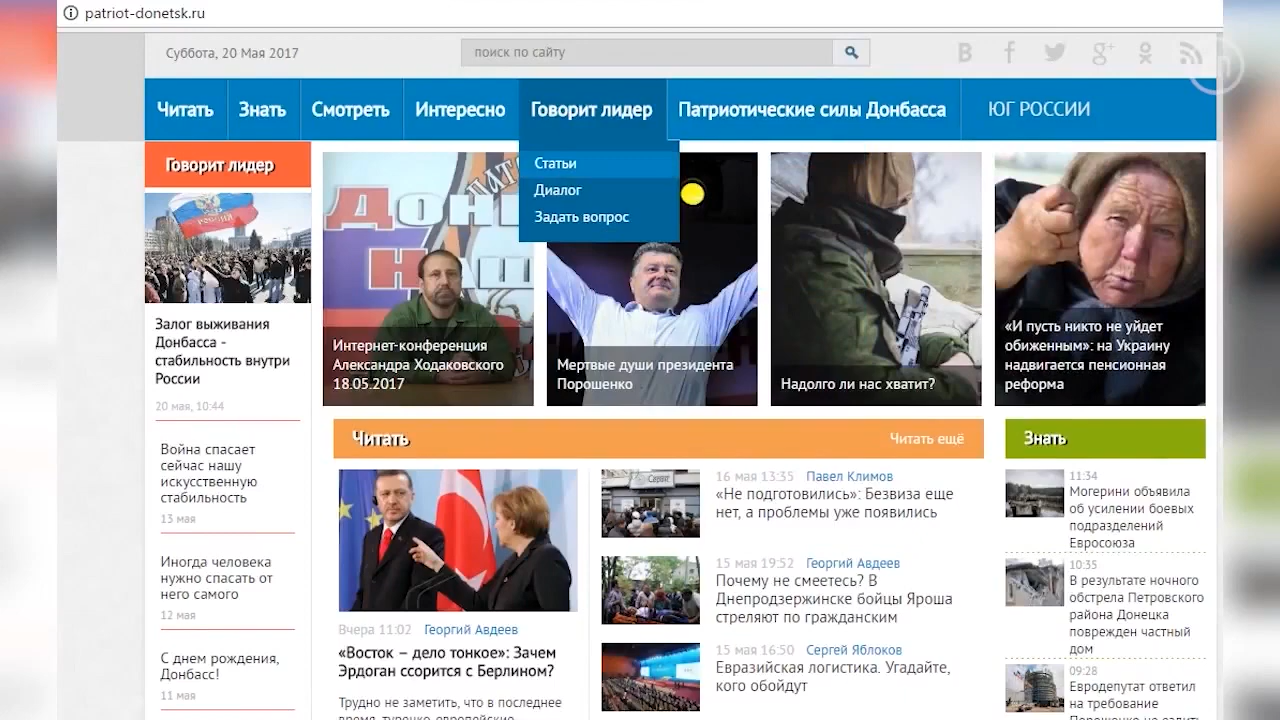 patriot-donetsk.ru
Суббота, 20 Мая 2017
поиск по сайту
Читать
Знать
Смотреть
Интересно
Говорит лидер
Патриотические силы Донбасса
ЮГ РОССИИ
Статьи
Диалог
Задать вопрос
Говорит лидер
РОССИЯ
Залог выживания
Донбасса -
стабильность внутри
России
20 мая, 10:44
Война спасает
сейчас нашу
искусственную
стабильность
13 мая
Иногда человека
нужно спасать от
него самого
12 мая
С днем рождения,
Донбасс!
11 мая
Интернет-конференция
Александра Ходаковского
18.05.2017
Мертвые души президента
Порошенко
Надолго ли нас хватит?
«И пусть никто не уйдет
обиженным»: на Украину
надвигается пенсионная
реформа
Читать
Читать ещё
Вчера 11:02 Георгий Авдеев
«Восток – дело тонкое»: Зачем
Эрдоган ссорится с Берлином?
Трудно не заметить, что в последнее
время, турецко-европейские
16 мая 13:35 Павел Климов
«Не подготовились»: Безвиза еще
нет, а проблемы уже появились
15 мая 19:52 Георгий Авдеев
Почему не смеетесь? В
Днепродзержинске бойцы Яроша
стреляют по гражданским
15 мая 16:50 Сергей Яблоков
Евразийская логистика. Угадайте,
кого обойдут
Знать
11:34
Могерини объявила
об усилении боевых
подразделений
Евросоюза
10:35
В результате ночного
обстрела Петровского
района Донецка
поврежден частный
дом
09:28
Евродепутат ответил
на требование
Порошенко не ездить